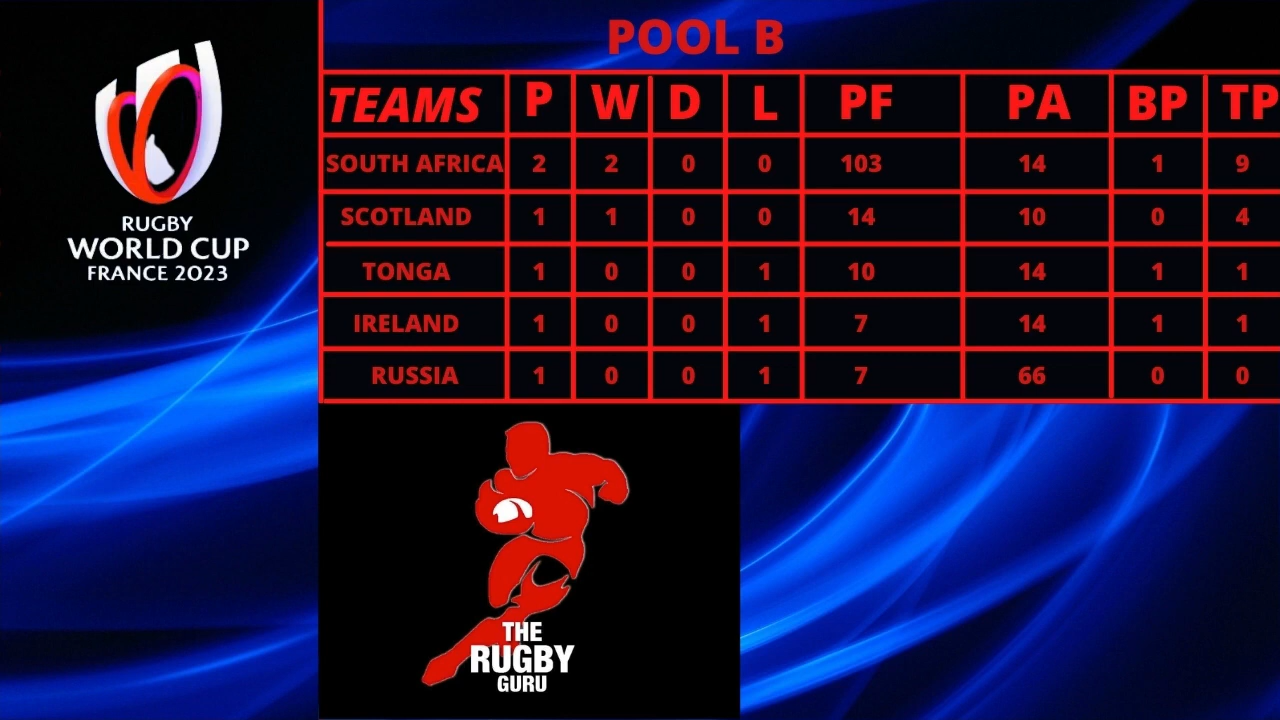 POOL B
TEAMS P W D L PF PA BP TP
SOUTH AFRICA 2 2 0 0 103 14 1 9
SCOTLAND 1 1 0 0 14 10 0 4
TONGA 1 0 0 1 10 14 1 1
IRELAND 1 0 0 1 7 14 1 1
RUSSIA 1 0 0 1 7 66 0 0
RUGBY
WORLD CUP
FRANCE 2023
THE
RUGBY
GURU